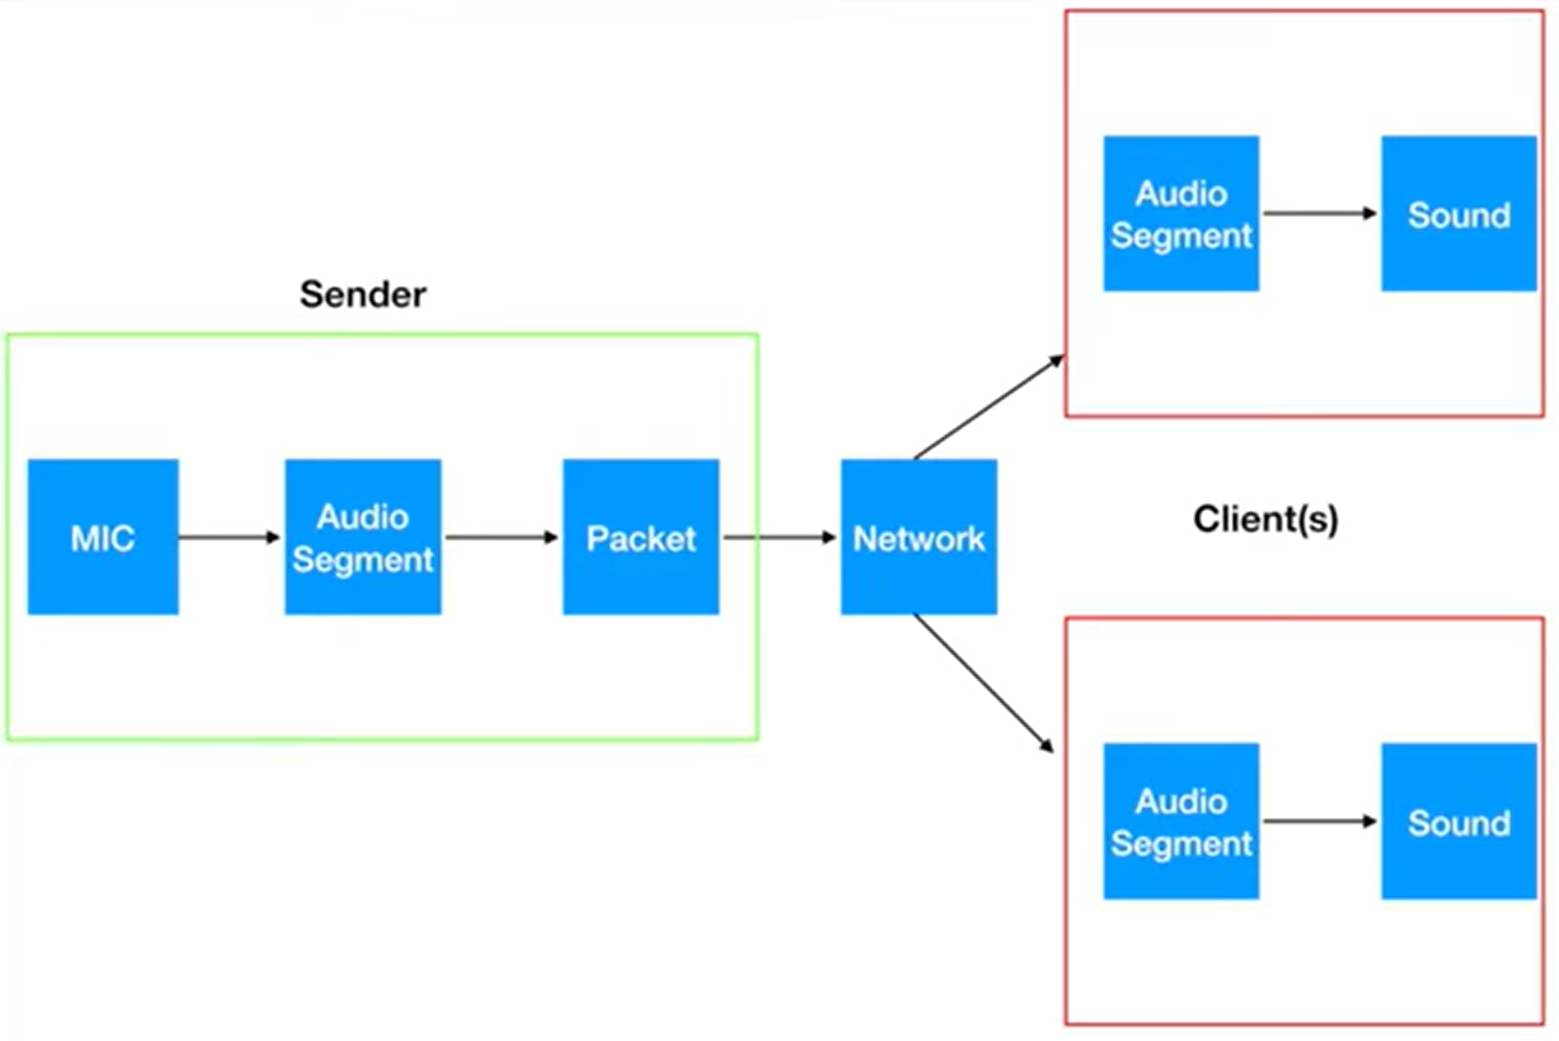 Sender
MIC
Audio
Segment
Packet
Network
Audio
Segment
Sound
Client(s)
Audio
Segment
Sound